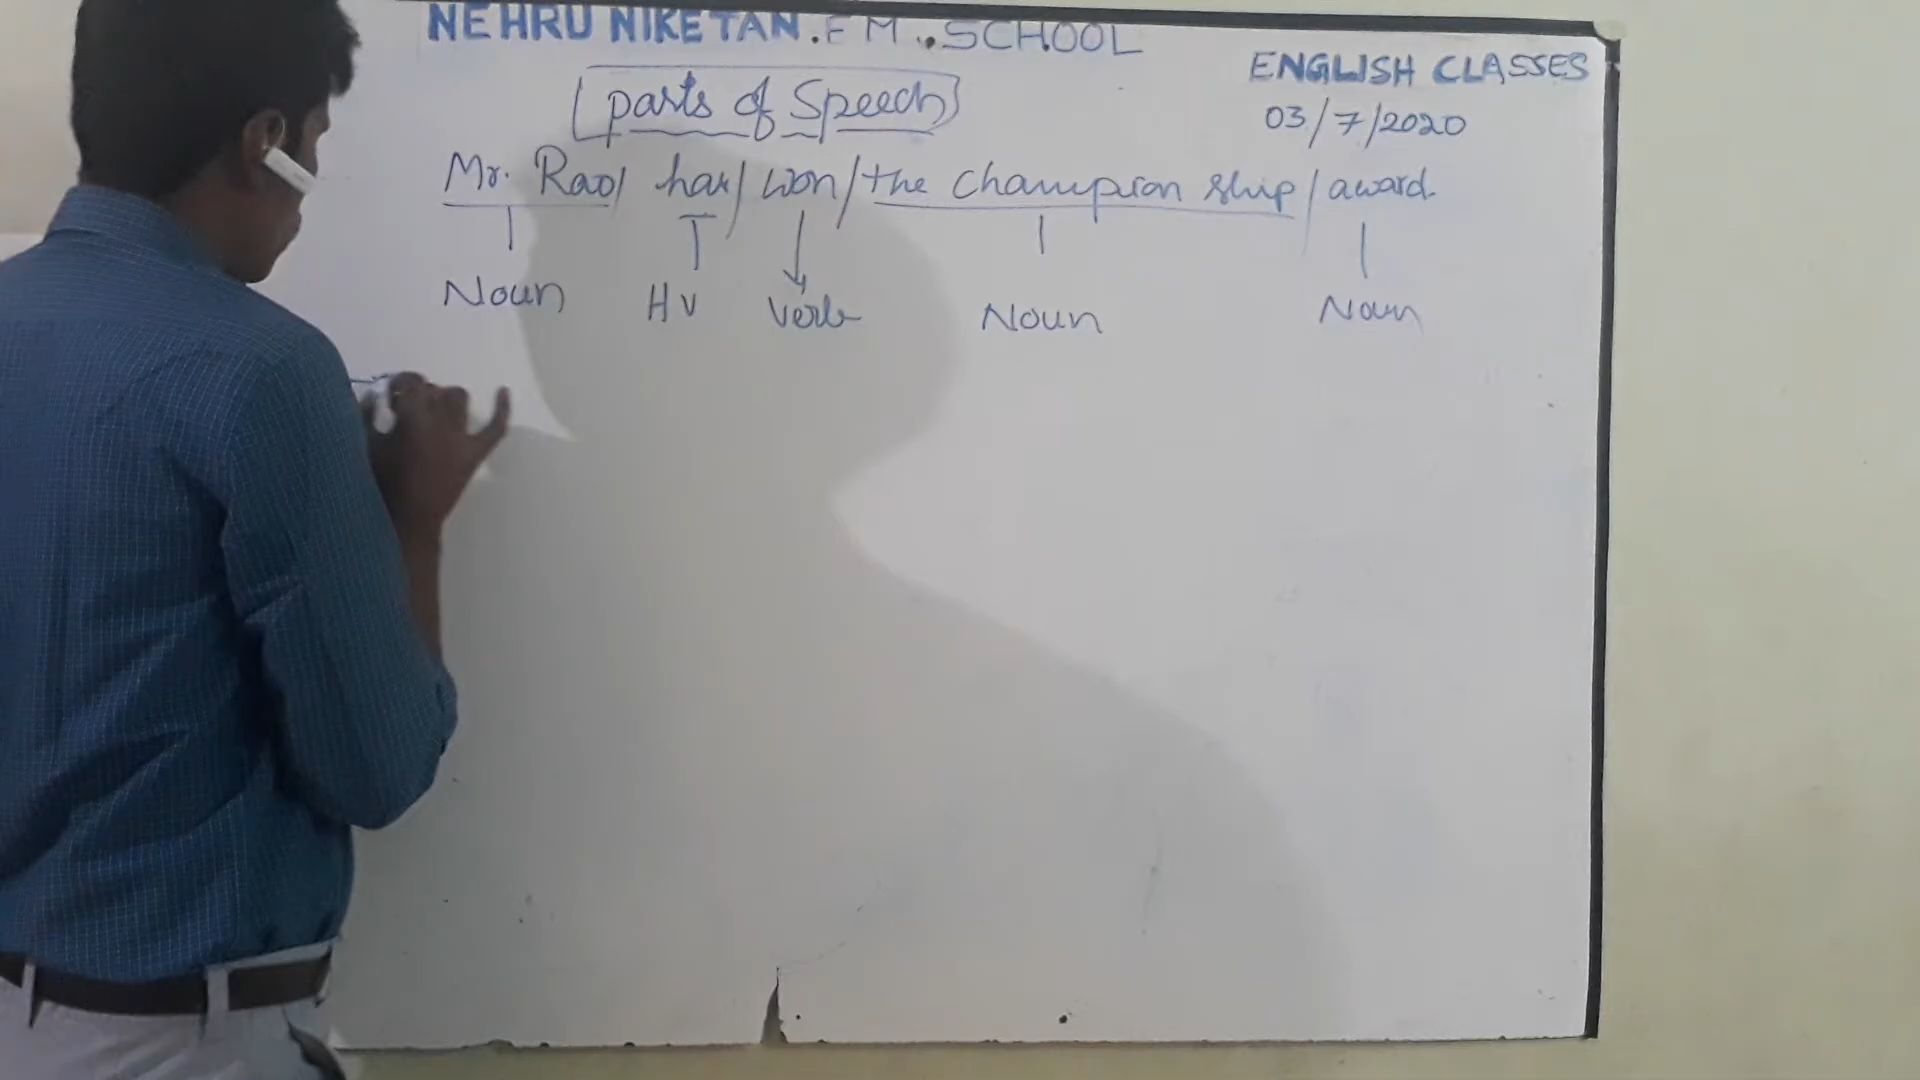 NEHRU NIKETAN.EM..SCHOOL
ENGLISH CLASSES
parts of Speech
03/7/2020
Mr. Rao/ has/ won/the champion ship/award
Noun HV Verb Noun Noun